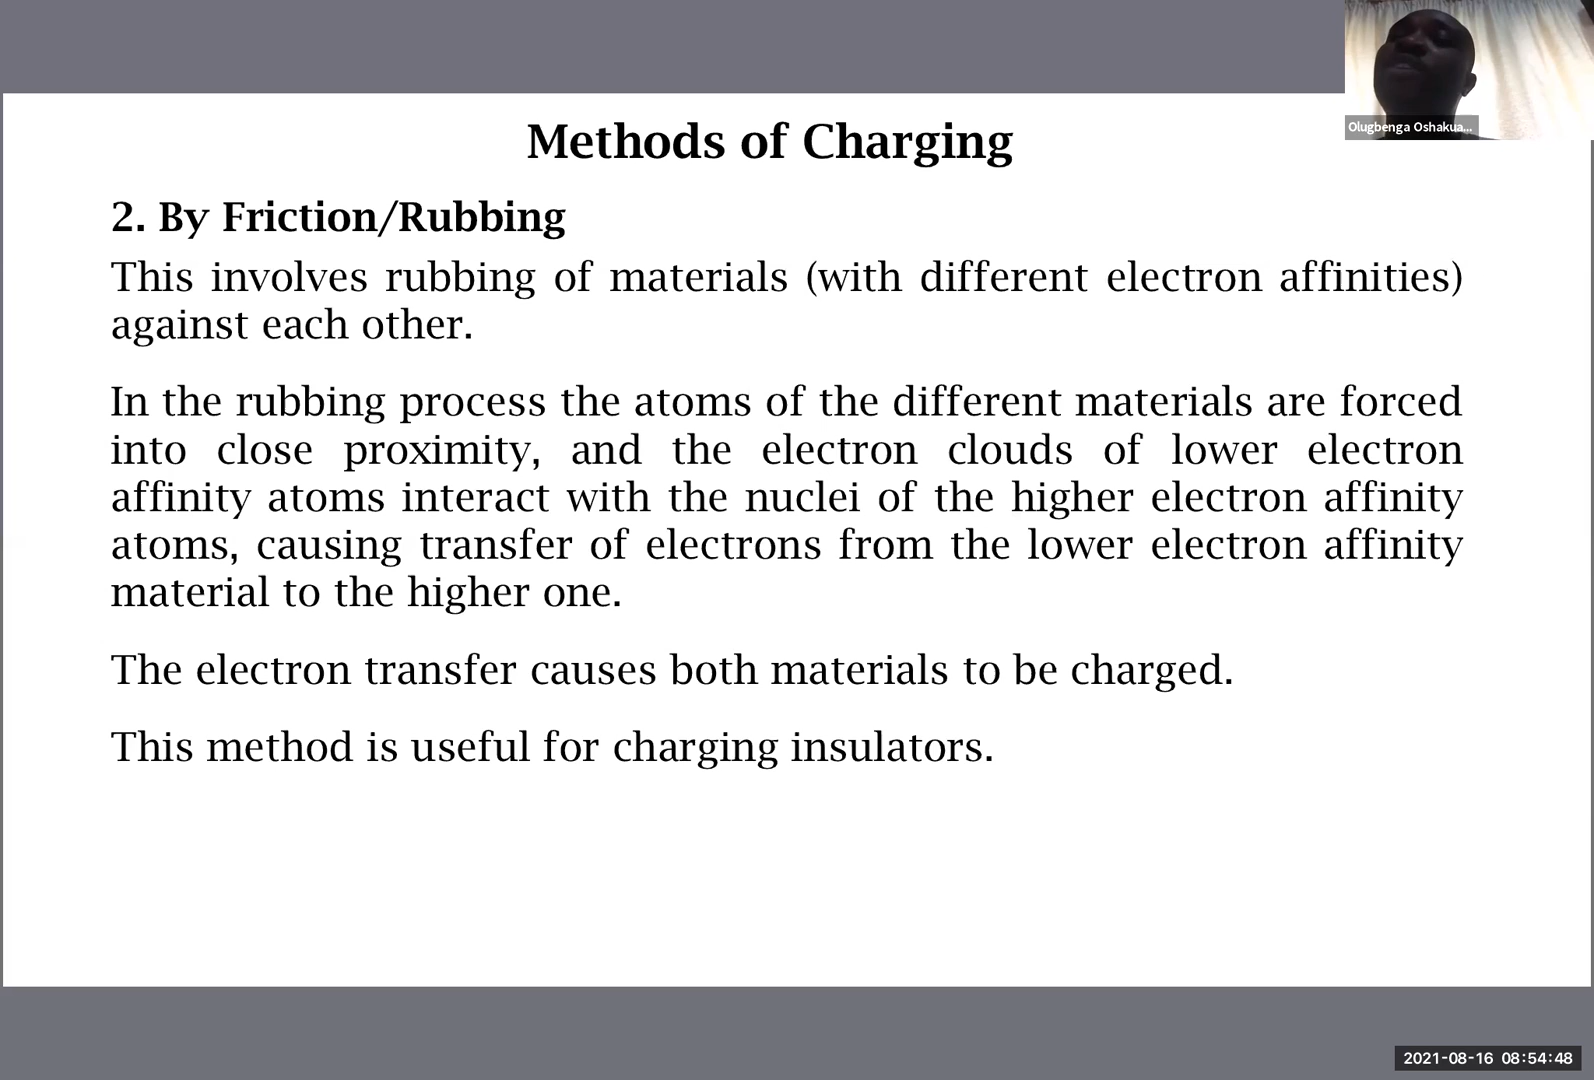 Olugbenga Oshakua...
Methods of Charging
2. By Friction/Rubbing
This involves rubbing of materials (with different electron affinities)
against each other.
In the rubbing process the atoms of the different materials are forced
into close proximity, and the electron clouds of lower electron
affinity atoms interact with the nuclei of the higher electron affinity
atoms, causing transfer of electrons from the lower electron affinity
material to the higher one.
The electron transfer causes both materials to be charged.
This method is useful for charging insulators.
2021-08-16 08:54:48